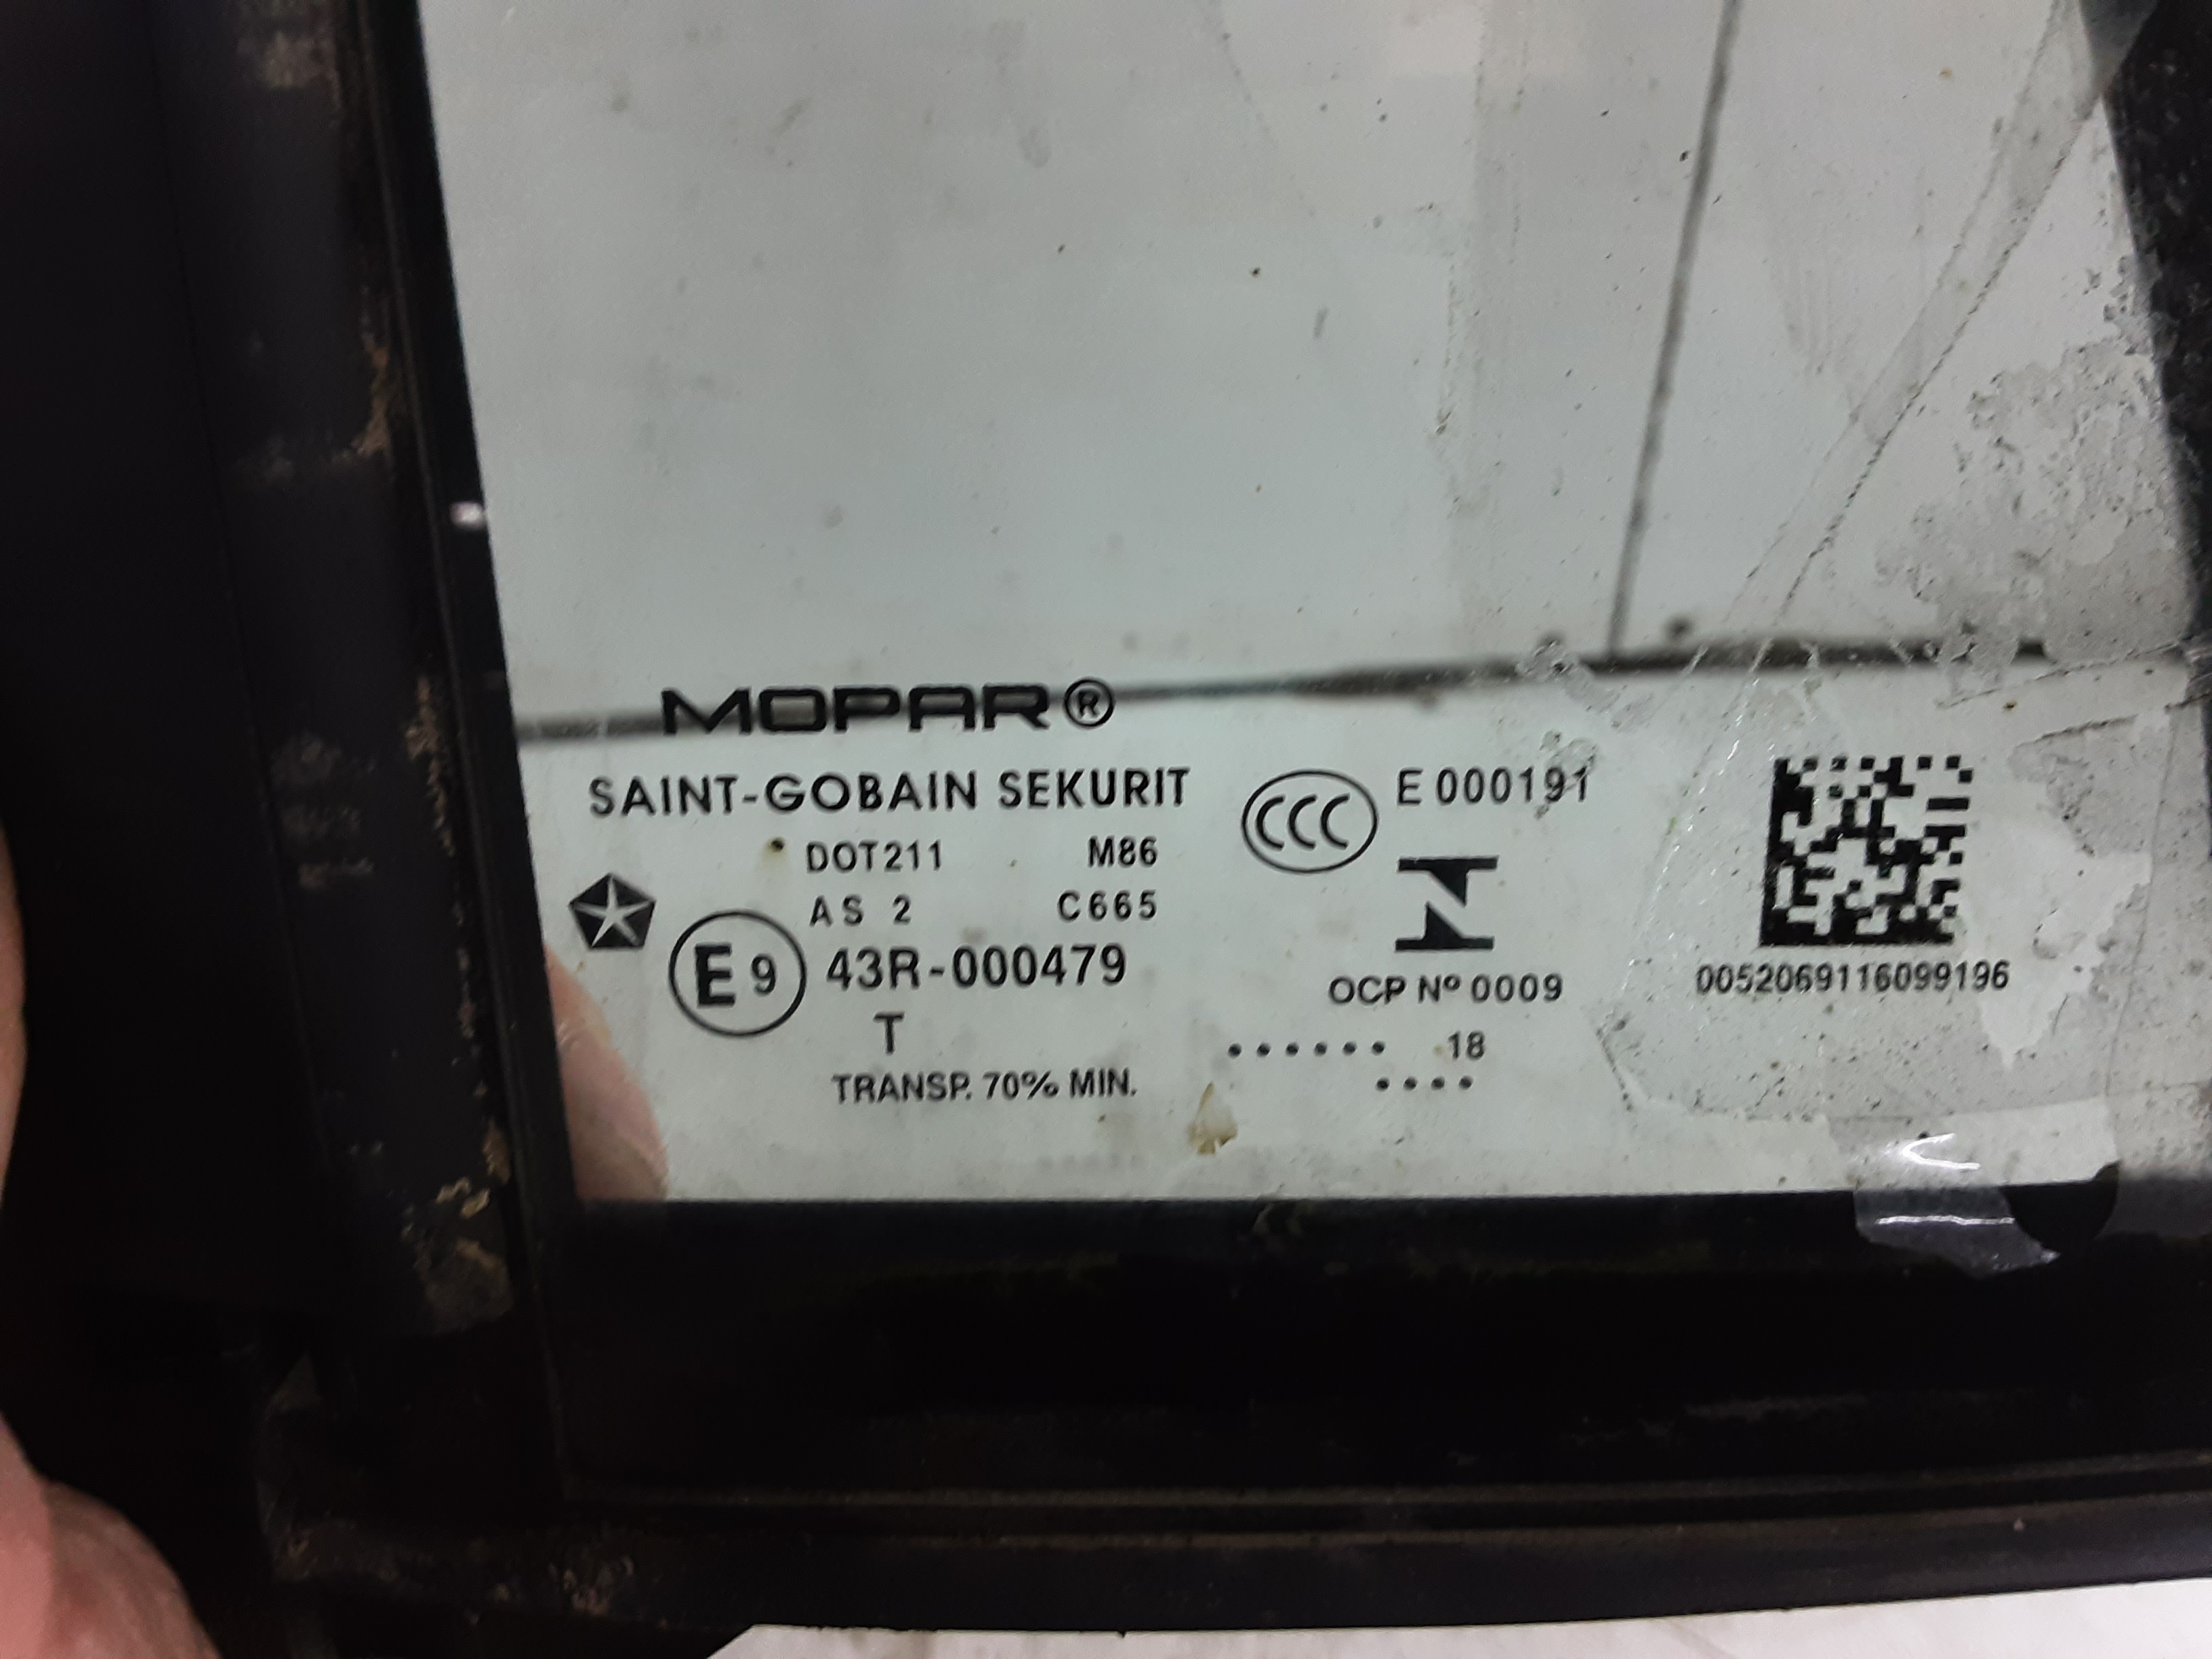 MOPAR®
SAINT-GOBAIN SEKURIT
DOT211 M86
AS 2 C665
E9 43R-000479
T
TRANSP. 70% MIN.
CCC E 000191
OCP Nº 0009
...... 18
....
0052069116099196